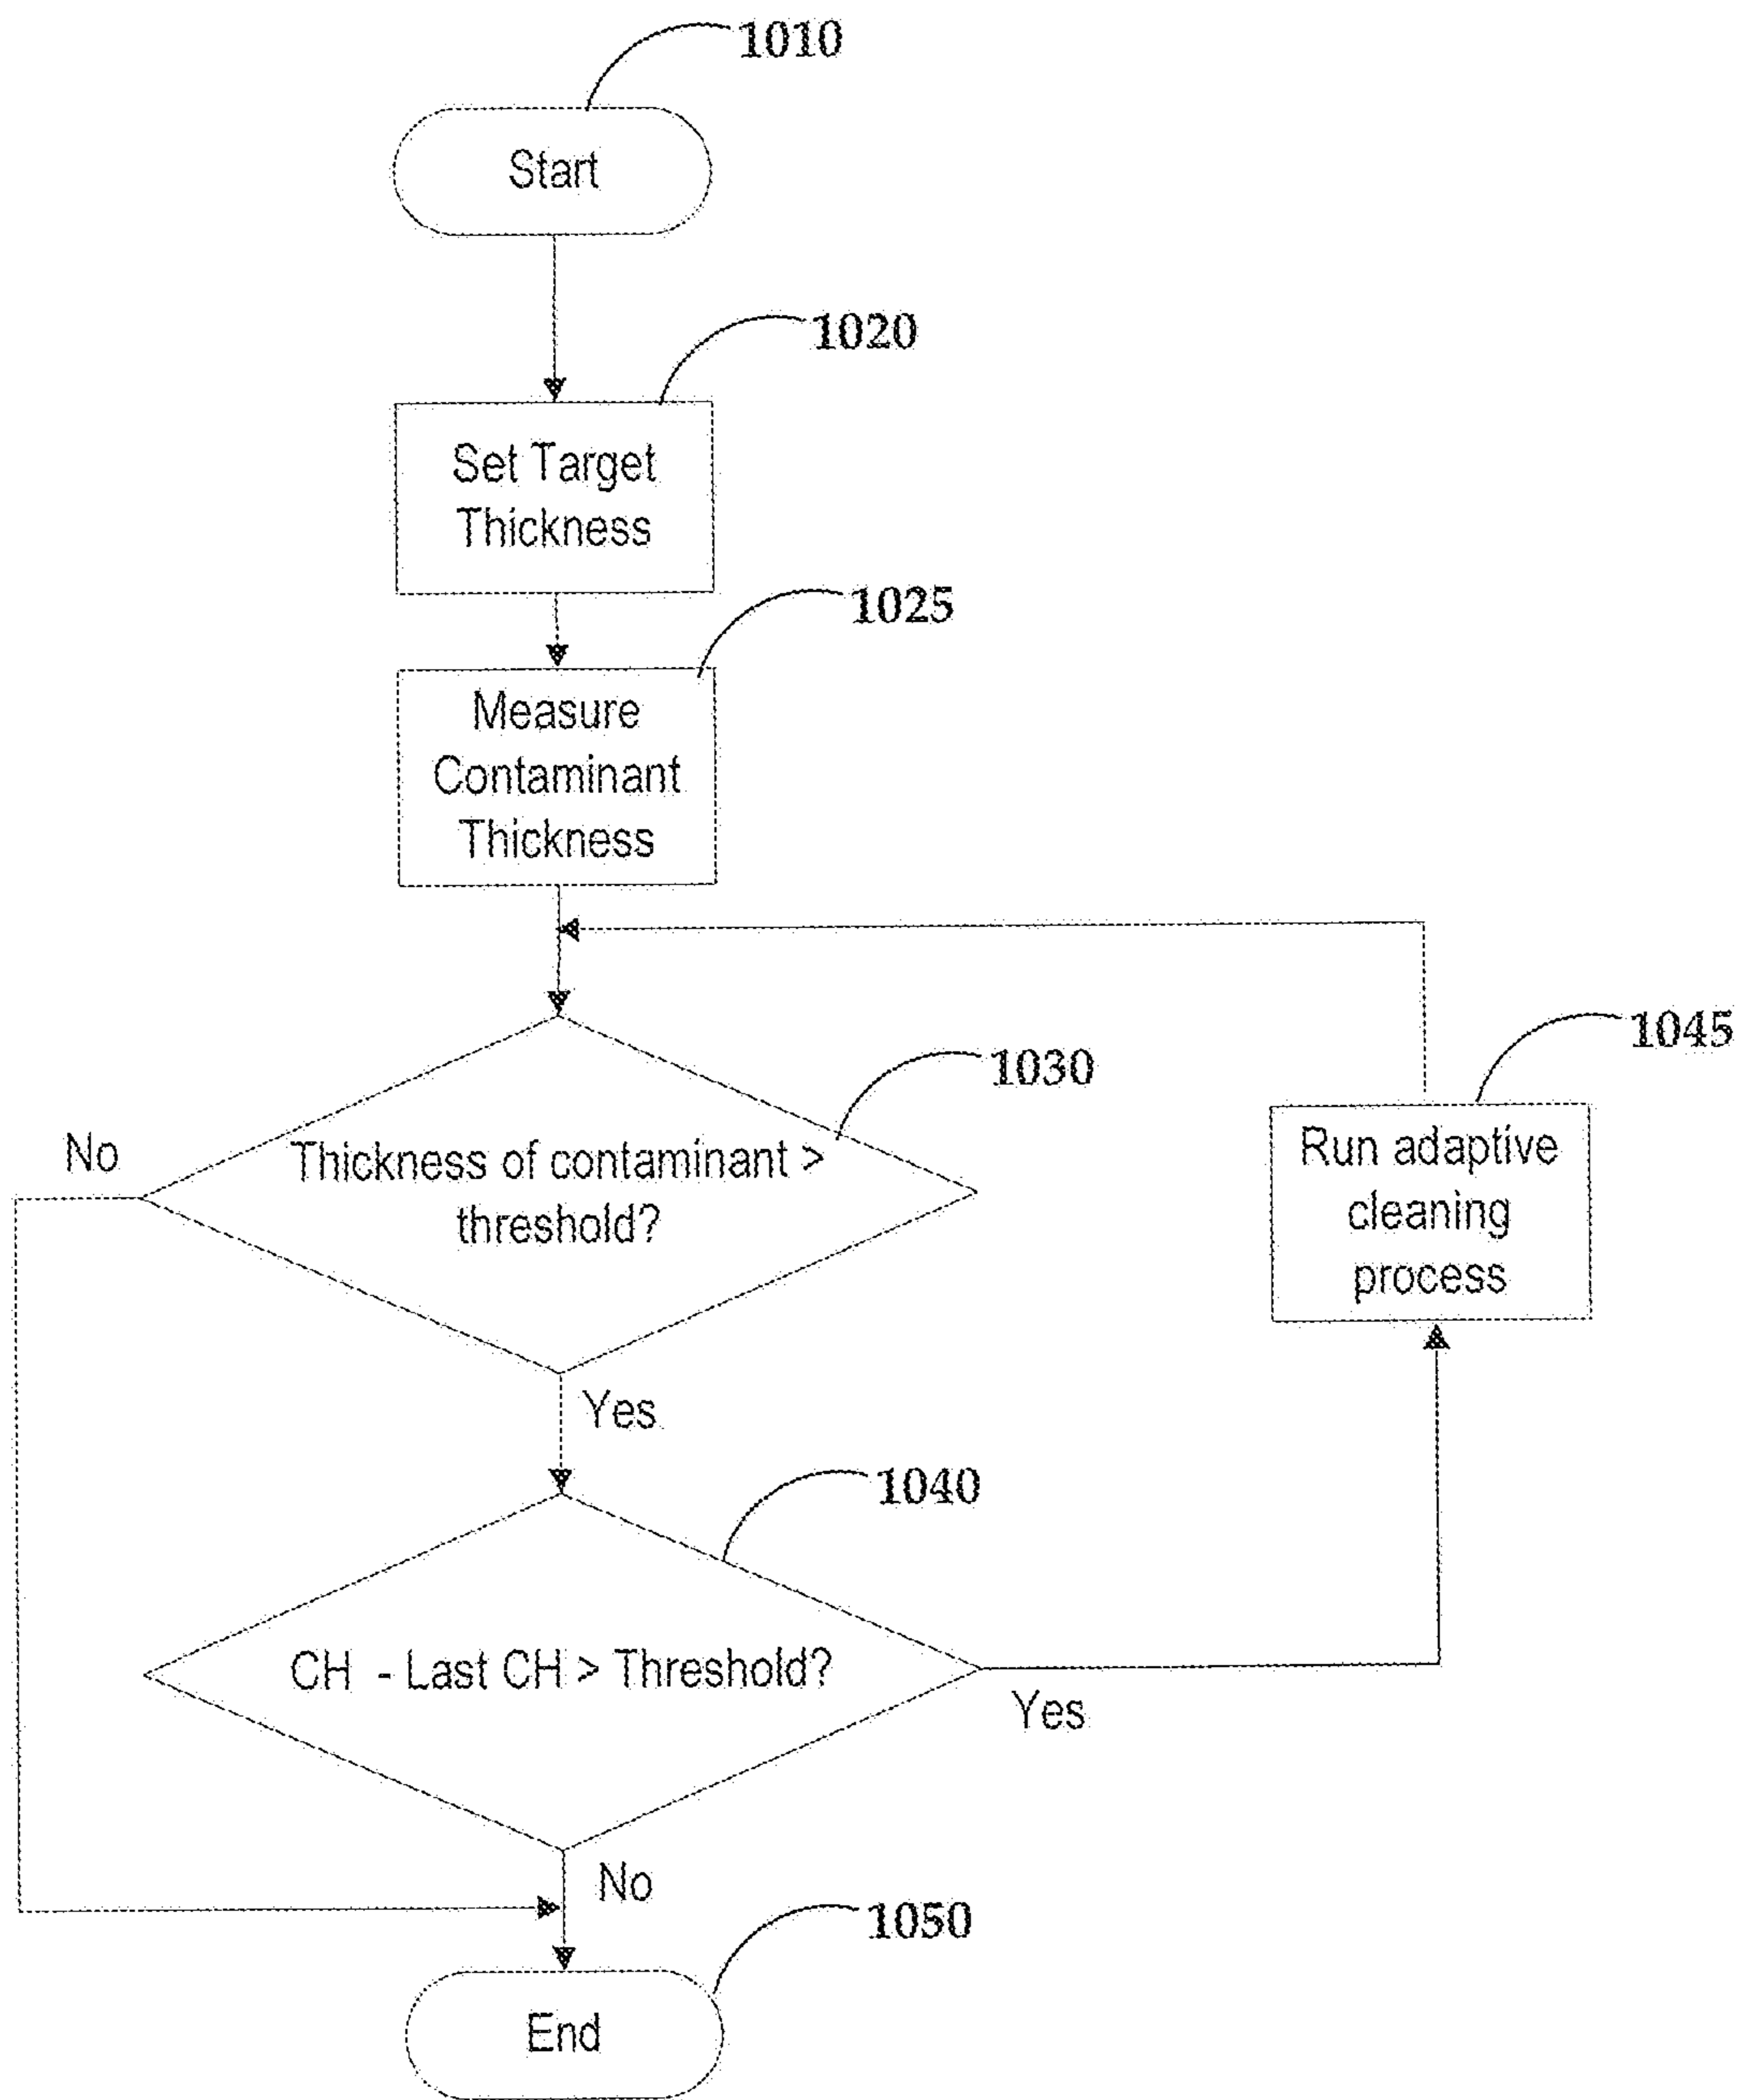 1010
Start
1020
Set Target
Thickness
1025
Measure
Contaminant
Thickness
1030
No
Thickness of contaminant >
threshold?
1045
Run adaptive
cleaning
process
Yes
1040
CH - Last CH > Threshold?
Yes
No
1050
End